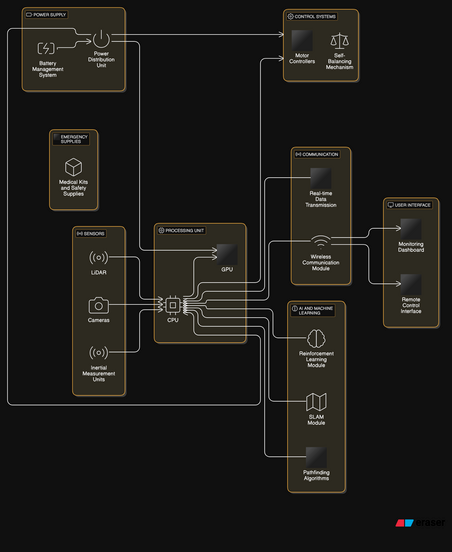 POWER SUPPLY
Battery
Management
System
Power
Distribution
Unit
CONTROL SYSTEMS
Motor
Controllers
Self-
Balancing
Mechanism
EMERGENCY
SUPPLIES
Medical Kits
and Safety
Supplies
COMMUNICATION
Real-time
Data
Transmission
Wireless
Communication
Module
USER INTERFACE
Monitoring
Dashboard
Remote
Control
Interface
SENSORS
LiDAR
Cameras
Inertial
Measurement
Units
PROCESSING UNIT
GPU
CPU
AI AND MACHINE
LEARNING
Reinforcement
Learning
Module
SLAM
Module
Pathfinding
Algorithms
eraser